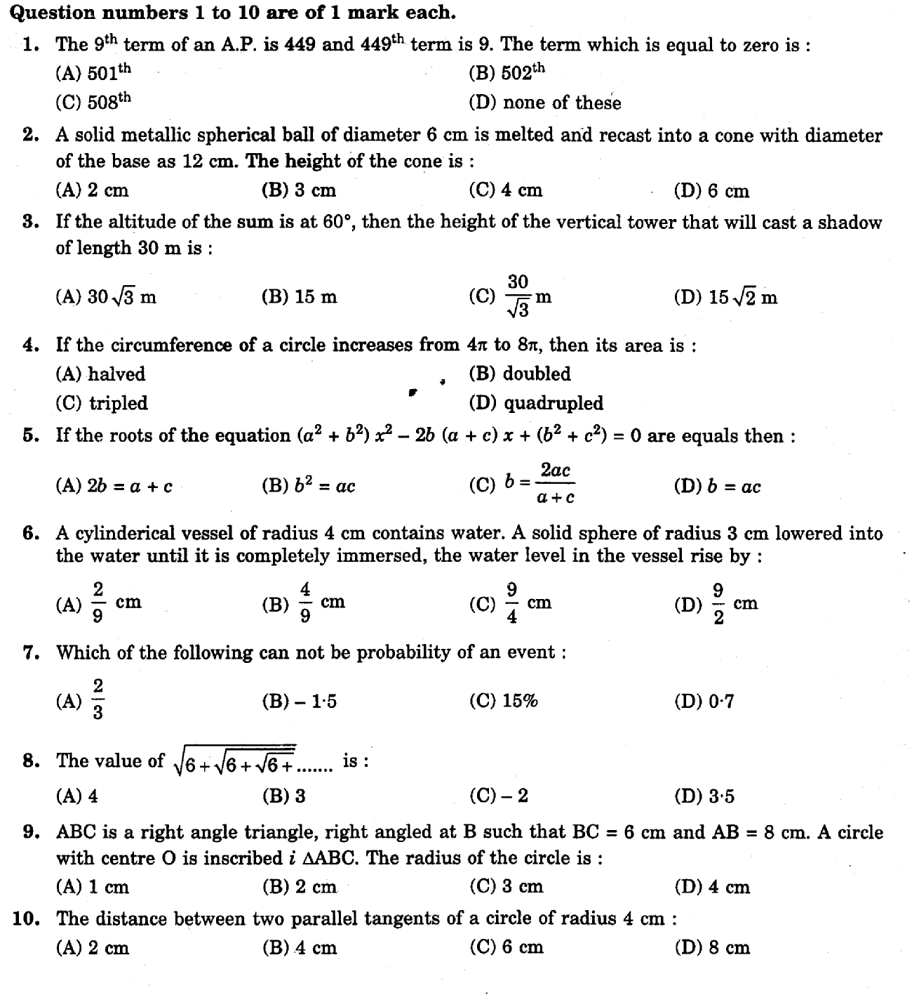 Question numbers 1 to 10 are of 1 mark each.
1. The 9th term of an A.P. is 449 and 449th term is 9. The term which is equal to zero is :
(A) 501th (B) 502th
(C) 508th (D) none of these
2. A solid metallic spherical ball of diameter 6 cm is melted and recast into a cone with diameter
of the base as 12 cm. The height of the cone is :
(A) 2 cm (B) 3 cm (C) 4 cm (D) 6 cm
3. If the altitude of the sum is at 60°, then the height of the vertical tower that will cast a shadow
of length 30 m is :
(A) 30√3 m (B) 15 m (C) 30/√3 m (D) 15√2 m
4. If the circumference of a circle increases from 4π to 8π, then its area is :
(A) halved (B) doubled
(C) tripled (D) quadrupled
5. If the roots of the equation (a² + b²) x² – 2b (a + c) x + (b² + c²) = 0 are equals then :
(A) 2b = a + c (B) b² = ac (C) b = 2ac/(a + c) (D) b = ac
6. A cylinderical vessel of radius 4 cm contains water. A solid sphere of radius 3 cm lowered into
the water until it is completely immersed, the water level in the vessel rise by :
(A) 2/9 cm (B) 4/9 cm (C) 9/4 cm (D) 9/2 cm
7. Which of the following can not be probability of an event :
(A) 2/3 (B) – 1·5 (C) 15% (D) 0·7
8. The value of √(6 + √(6 + √(6 + ....... is :
(A) 4 (B) 3 (C) – 2 (D) 3·5
9. ABC is a right angle triangle, right angled at B such that BC = 6 cm and AB = 8 cm. A circle
with centre O is inscribed i ΔABC. The radius of the circle is :
(A) 1 cm (B) 2 cm (C) 3 cm (D) 4 cm
10. The distance between two parallel tangents of a circle of radius 4 cm :
(A) 2 cm (B) 4 cm (C) 6 cm (D) 8 cm